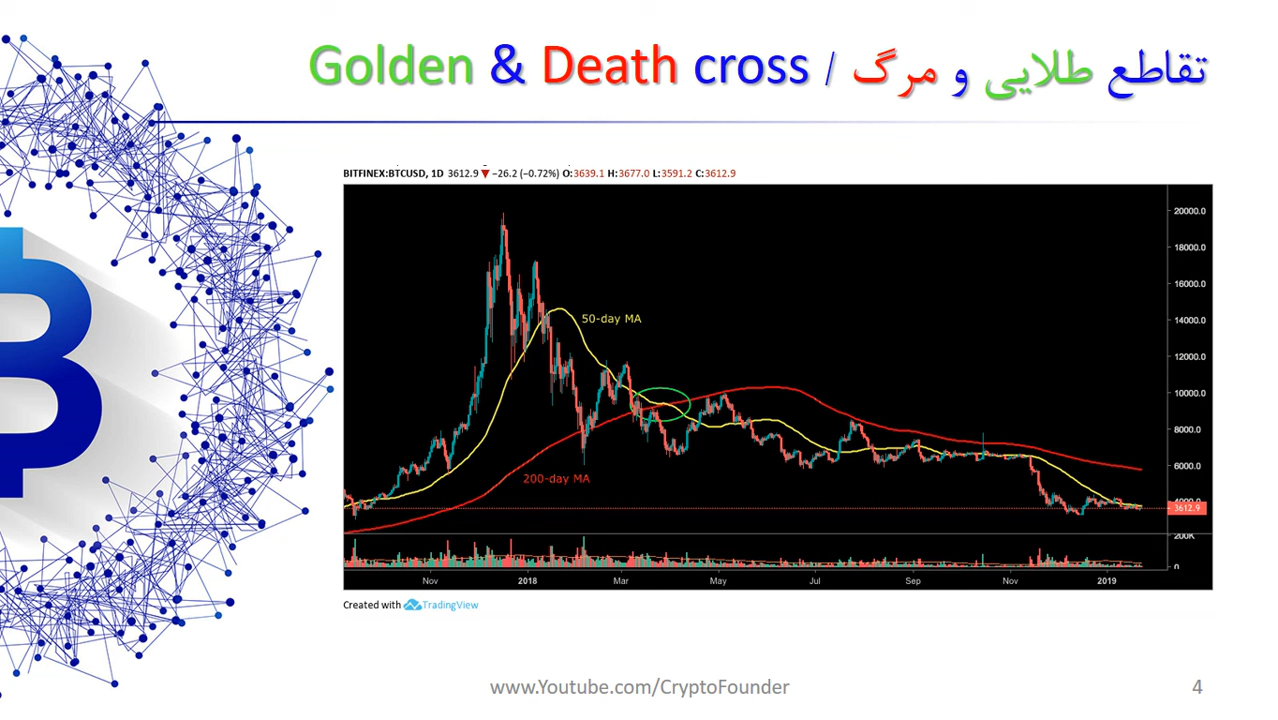 Golden & Death cross / تقاطع طلایی و مرگ
BITFINEX:BTCUSD, 1D 3612.9 ▼ −26.2 (−0.72%) O:3639.1 H:3677.0 L:3591.2 C:3612.9
20000.0
18000.0
16000.0
50-day MA
14000.0
12000.0
10000.0
8000.0
200-day MA
6000.0
4000.0
3612.9
200K
0
Nov 2018 Mar May Jul Sep Nov 2019
Created with TradingView
www.Youtube.com/CryptoFounder
4